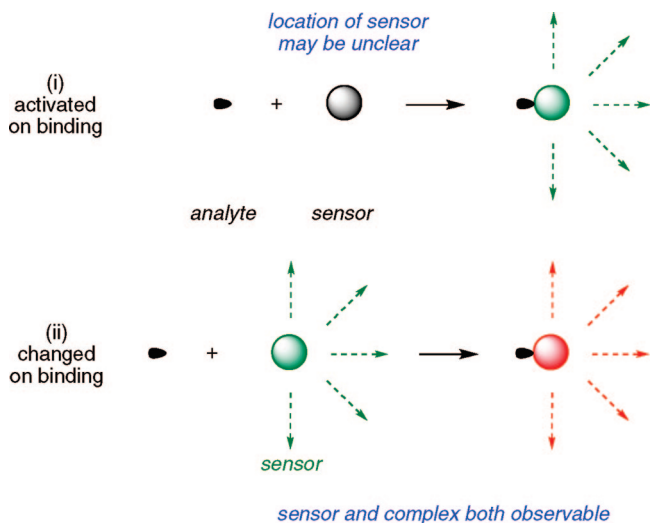 location of sensor
may be unclear
(i)
activated
on binding
+
analyte
sensor
(ii)
changed
on binding
+
sensor
sensor and complex both observable